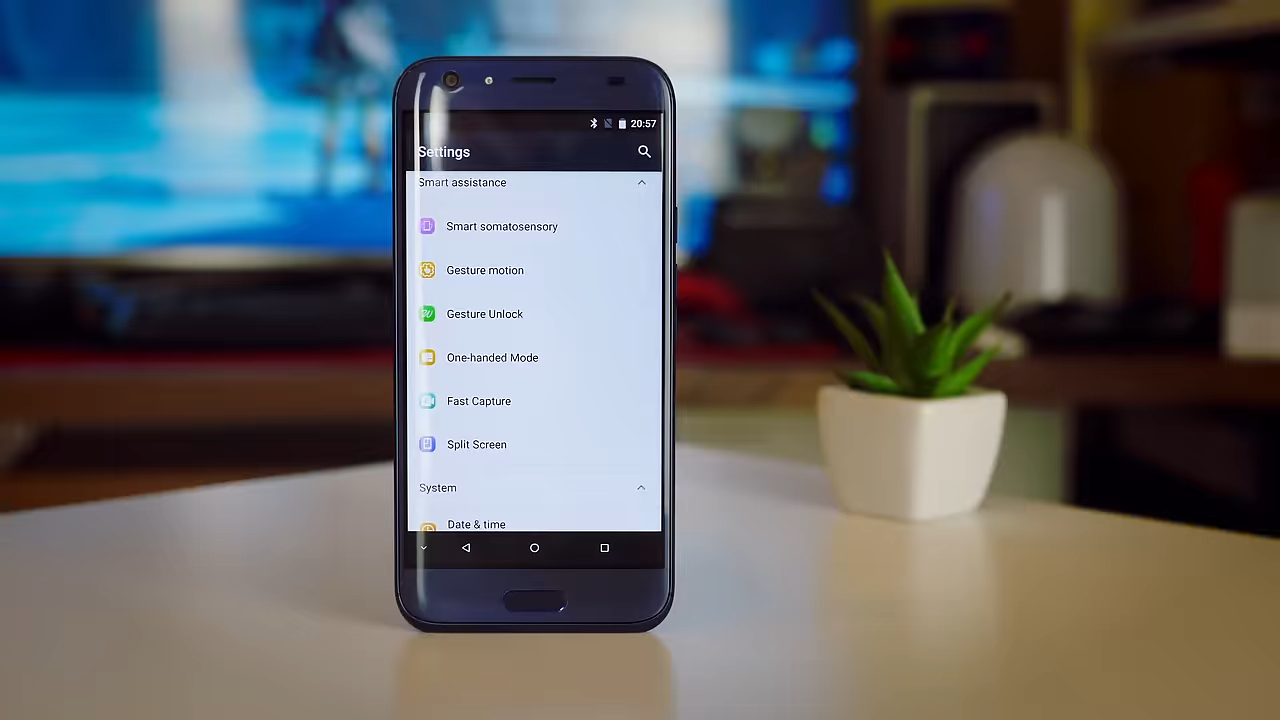 20:57
Settings
Smart assistance
Smart somatosensory
Gesture motion
Gesture Unlock
One-handed Mode
Fast Capture
Split Screen
System
Date & time